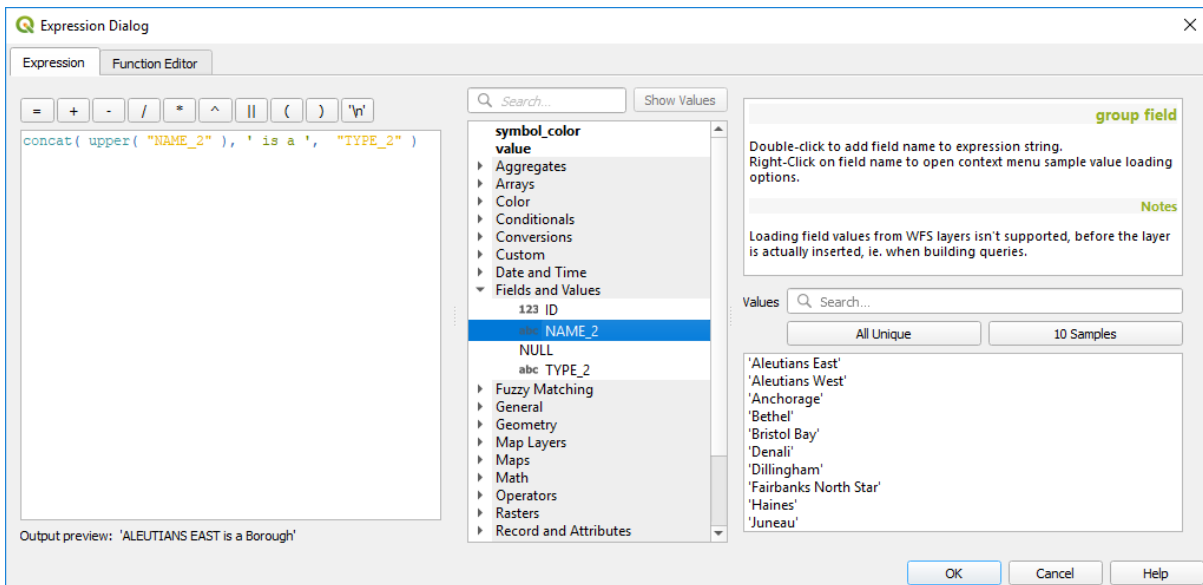 Expression Dialog
Expression
Function Editor
= + - / * ^ || ( ) '\n'
concat( upper( "NAME_2" ), ' is a ',  "TYPE_2" )
Output preview: 'ALEUTIANS EAST is a Borough'
Search...
Show Values
symbol_color
value
Aggregates
Arrays
Color
Conditionals
Conversions
Custom
Date and Time
Fields and Values
123 ID
abc NAME_2
NULL
abc TYPE_2
Fuzzy Matching
General
Geometry
Map Layers
Maps
Math
Operators
Rasters
Record and Attributes
group field
Double-click to add field name to expression string.
Right-Click on field name to open context menu sample value loading
options.
Notes
Loading field values from WFS layers isn't supported, before the layer
is actually inserted, ie. when building queries.
Values
Search...
All Unique
10 Samples
'Aleutians East'
'Aleutians West'
'Anchorage'
'Bethel'
'Bristol Bay'
'Denali'
'Dillingham'
'Fairbanks North Star'
'Haines'
'Juneau'
OK
Cancel
Help